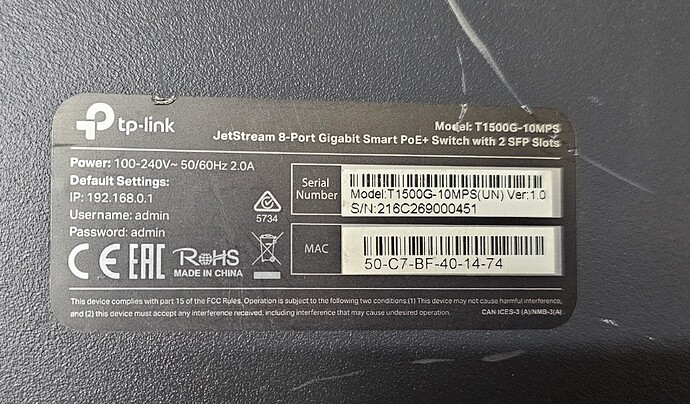 tp-link
Model: T1500G-10MPS
JetStream 8-Port Gigabit Smart PoE+ Switch with 2 SFP Slots
Power: 100-240V~ 50/60Hz 2.0A
Default Settings:
IP: 192.168.0.1
Username: admin
Password: admin
5734
CE EAC RoHS
MADE IN CHINA
Serial
Number
Model:T1500G-10MPS(UN) Ver:1.0
S/N:216C269000451
MAC
50-C7-BF-40-14-74
This device complies with part 15 of the FCC Rules. Operation is subject to the following two conditions:(1) This device may not cause harmful interference,
and (2) this device must accept any interference received, including interference that may cause undesired operation.
CAN ICES-3 (A)/NMB-3(A)